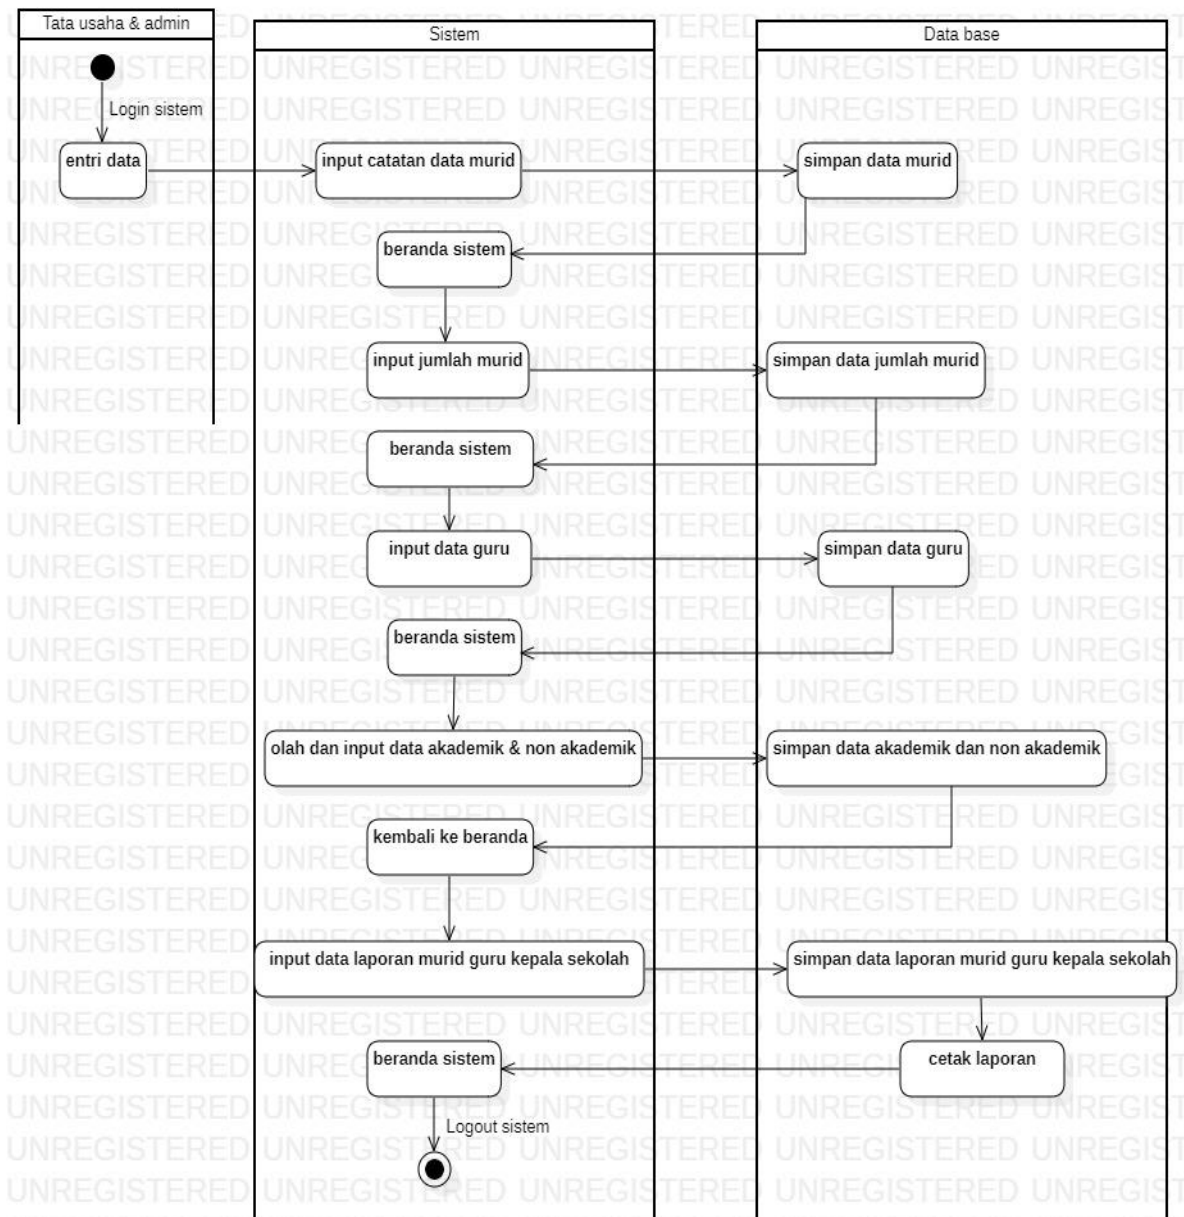 Tata usaha & admin
Sistem
Data base
Login sistem
entri data
input catatan data murid
simpan data murid
beranda sistem
input jumlah murid
simpan data jumlah murid
beranda sistem
input data guru
simpan data guru
beranda sistem
olah dan input data akademik & non akademik
simpan data akademik dan non akademik
kembali ke beranda
input data laporan murid guru kepala sekolah
simpan data laporan murid guru kepala sekolah
beranda sistem
cetak laporan
Logout sistem
UNREGISTERED